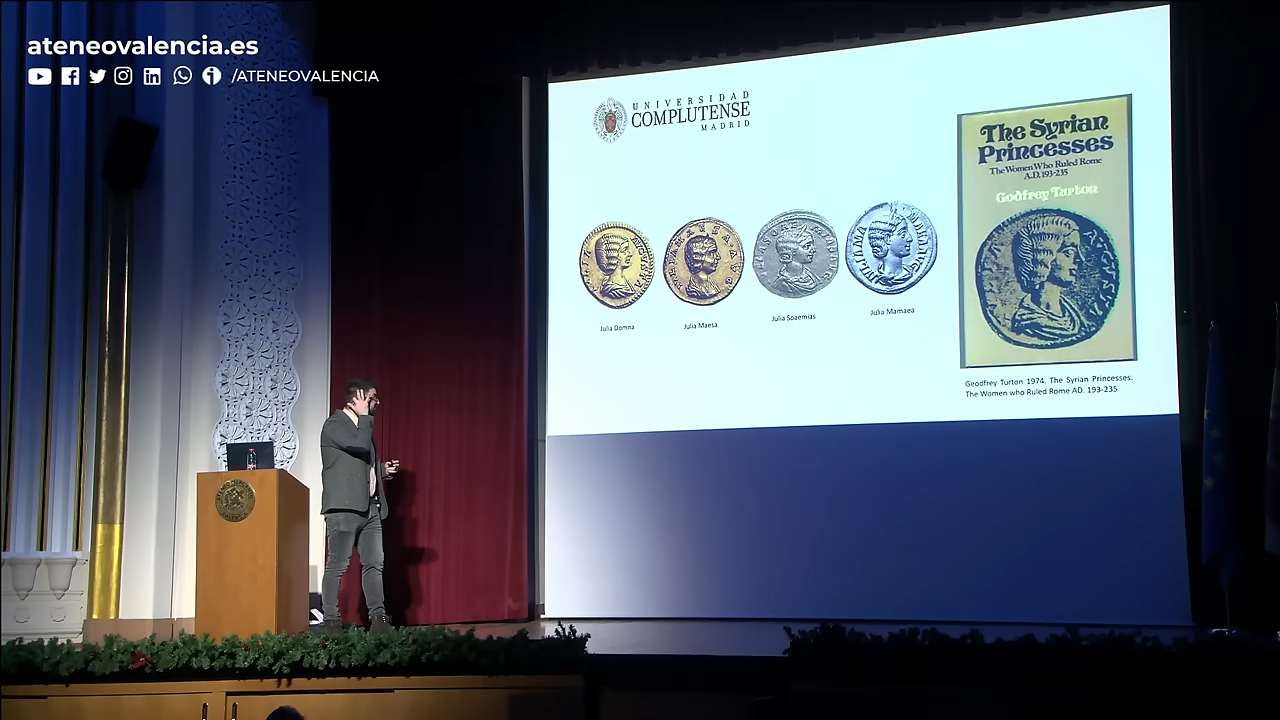 ateneovalencia.es
/ATENEOVALENCIA
UNIVERSIDAD
COMPLUTENSE
MADRID
The Syrian
Princesses
The Women Who Ruled Rome
A.D. 193-235
Godfrey Turton
Julia Domna
Julia Maesa
Julia Soaemias
Julia Mamaea
Geodfrey Turton 1974. The Syrian Princesses.
The Women who Ruled Rome AD. 193-235